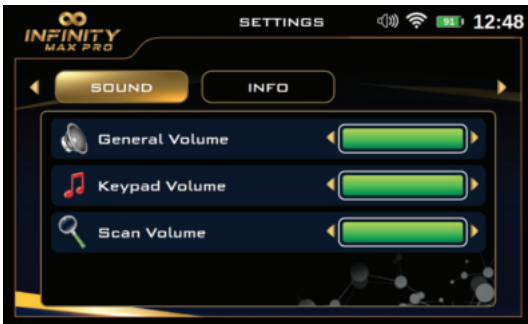 INFINITY
MAX PRO
SETTINGS
91
12:48
SOUND
INFO
General Volume
Keypad Volume
Scan Volume